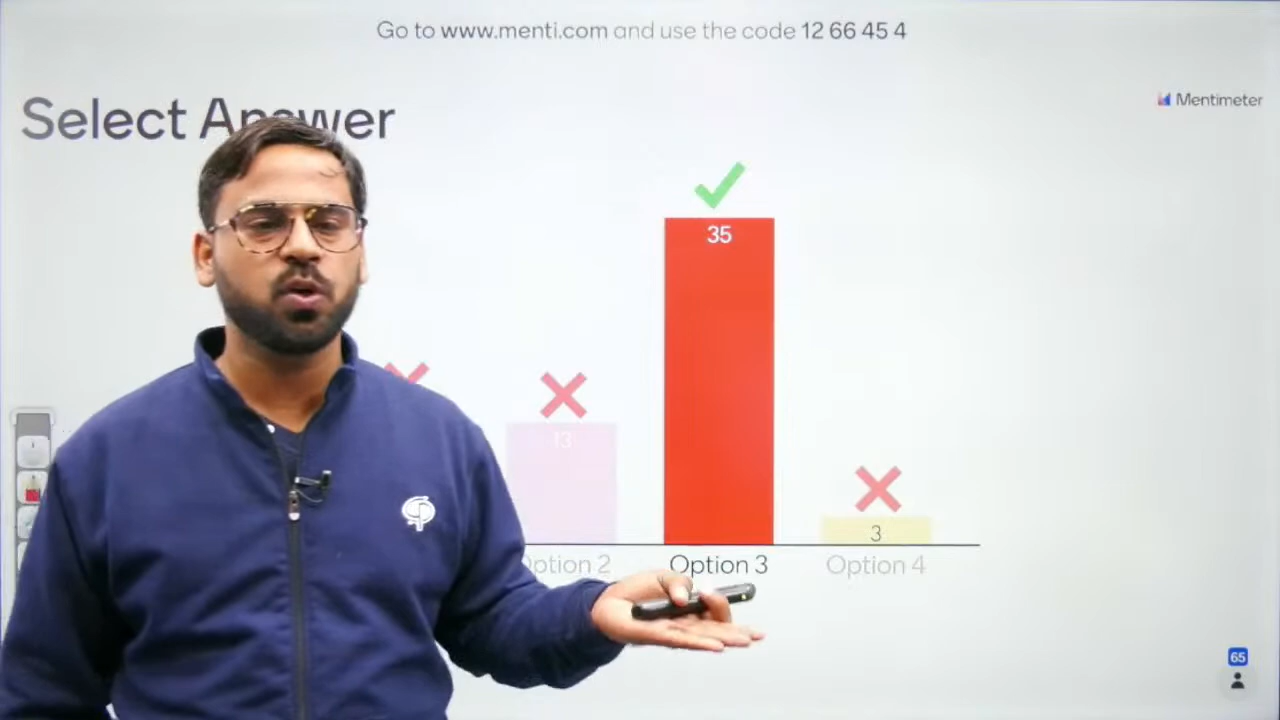 Go to www.menti.com and use the code 12 66 45 4
Mentimeter
Select Answer
35
13
3
Option 2
Option 3
Option 4
65